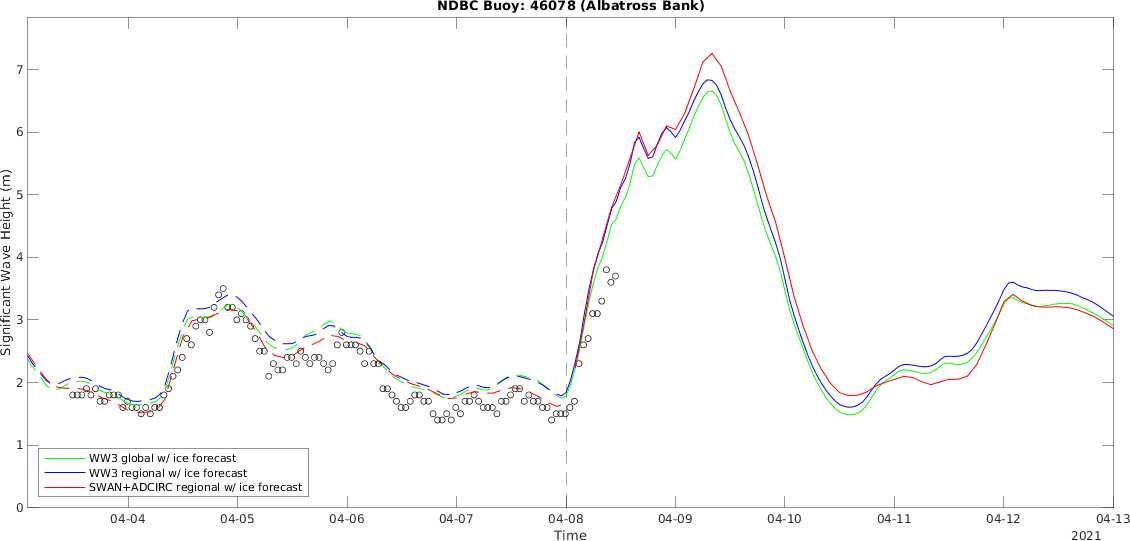 NDBC Buoy: 46078 (Albatross Bank)
Significant Wave Height (m)
7
6
5
4
3
2
1
0
WW3 global w/ ice forecast
WW3 regional w/ ice forecast
SWAN+ADCIRC regional w/ ice forecast
04-04 04-05 04-06 04-07 04-08 04-09 04-10 04-11 04-12 04-13
Time
2021